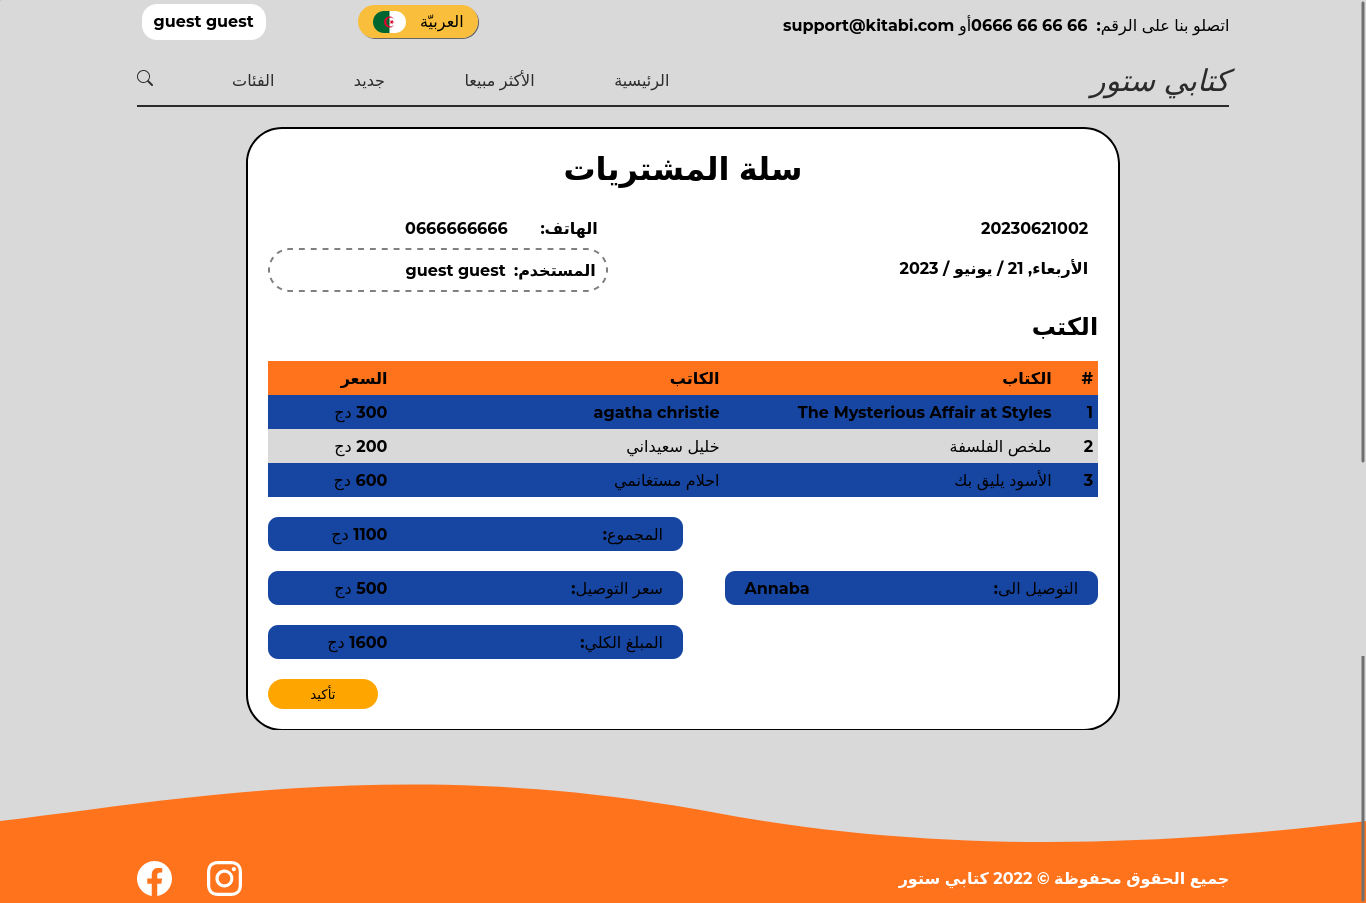 اتصلو بنا على الرقم: 0666 66 66 66 أو support@kitabi.com
العربيّة
guest guest
كتابي ستور
الرئيسية
الأكثر مبيعا
جديد
الفئات
سلة المشتريات
20230621002
الهاتف: 0666666666
الأربعاء, 21 / يونيو / 2023
المستخدم: guest guest
الكتب
# الكتاب الكاتب السعر
1 The Mysterious Affair at Styles agatha christie 300 دج
2 ملخص الفلسفة خليل سعيداني 200 دج
3 الأسود يليق بك احلام مستغانمي 600 دج
المجموع: 1100 دج
التوصيل الى: Annaba
سعر التوصيل: 500 دج
المبلغ الكلي: 1600 دج
تأكيد
جميع الحقوق محفوظة © 2022 كتابي ستور